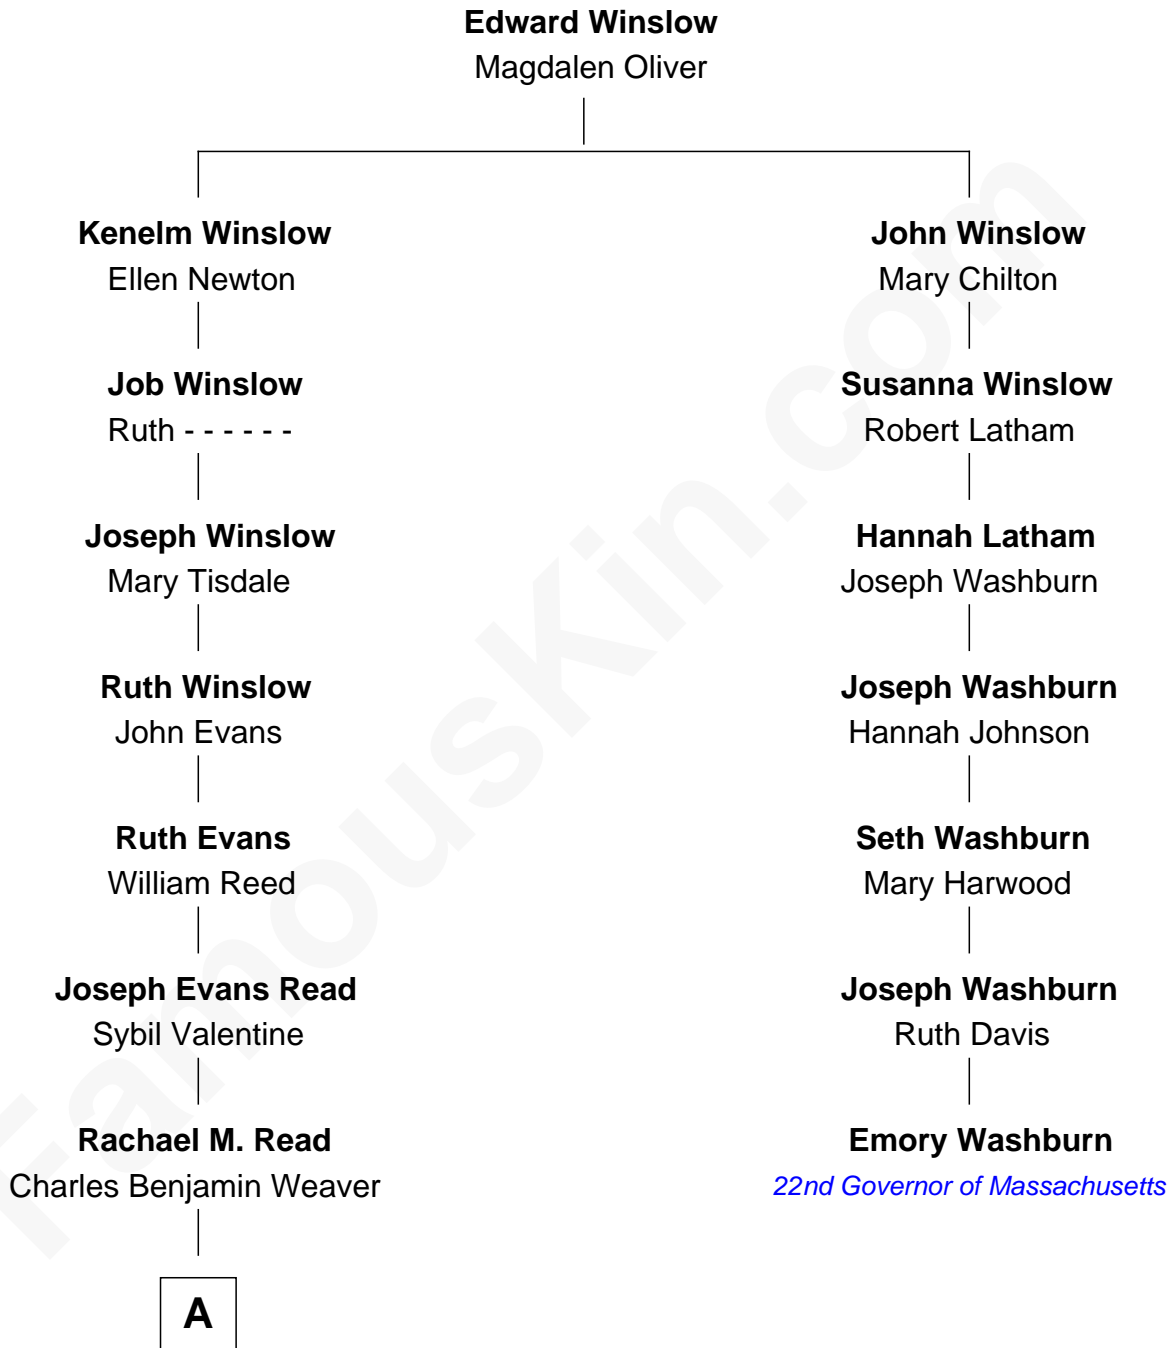 Edward Winslow
Magdalen Oliver
Kenelm Winslow
Ellen Newton
John Winslow
Mary Chilton
Job Winslow
Ruth - - - - - -
Susanna Winslow
Robert Latham
Joseph Winslow
Mary Tisdale
Hannah Latham
Joseph Washburn
Ruth Winslow
John Evans
Joseph Washburn
Hannah Johnson
Ruth Evans
William Reed
Seth Washburn
Mary Harwood
Joseph Evans Read
Sybil Valentine
Joseph Washburn
Ruth Davis
Rachael M. Read
Charles Benjamin Weaver
Emory Washburn
22nd Governor of Massachusetts
A
FamousKin.com